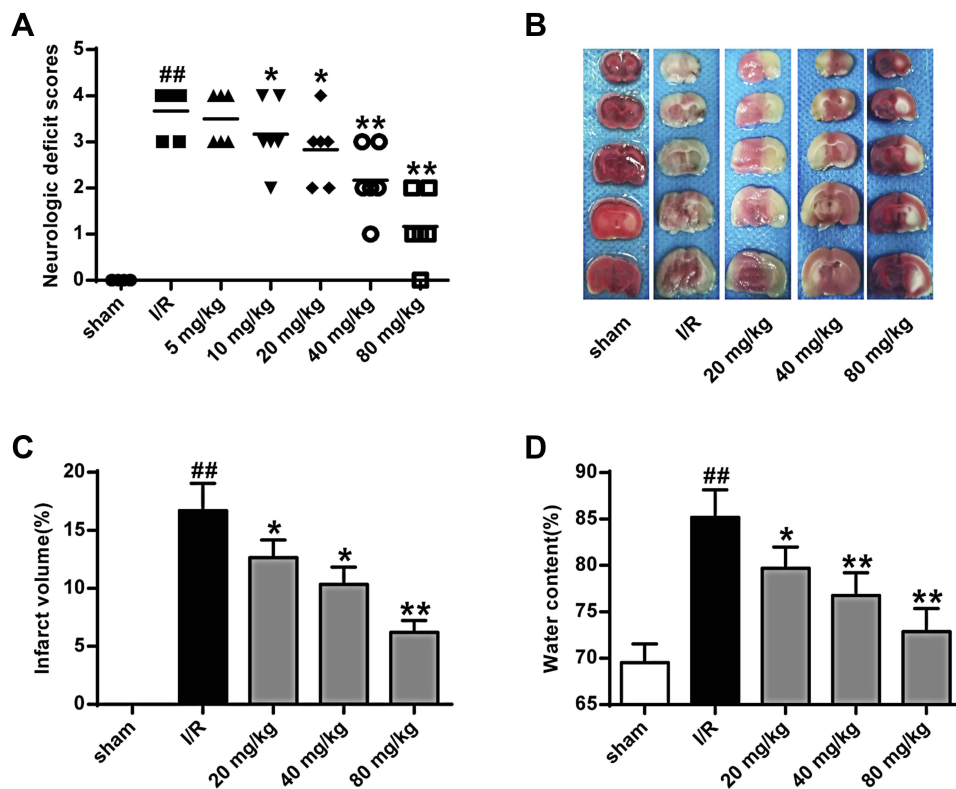 A
Neurologic deficit scores
5
4
3
2
1
0
##
*
*
**
**
sham
I/R
5 mg/kg
10 mg/kg
20 mg/kg
40 mg/kg
80 mg/kg
B
sham
I/R
20 mg/kg
40 mg/kg
80 mg/kg
C
Infarct volume(%)
20
15
10
5
0
##
*
*
**
sham
I/R
20 mg/kg
40 mg/kg
80 mg/kg
D
Water content(%)
90
85
80
75
70
65
##
*
**
**
sham
I/R
20 mg/kg
40 mg/kg
80 mg/kg